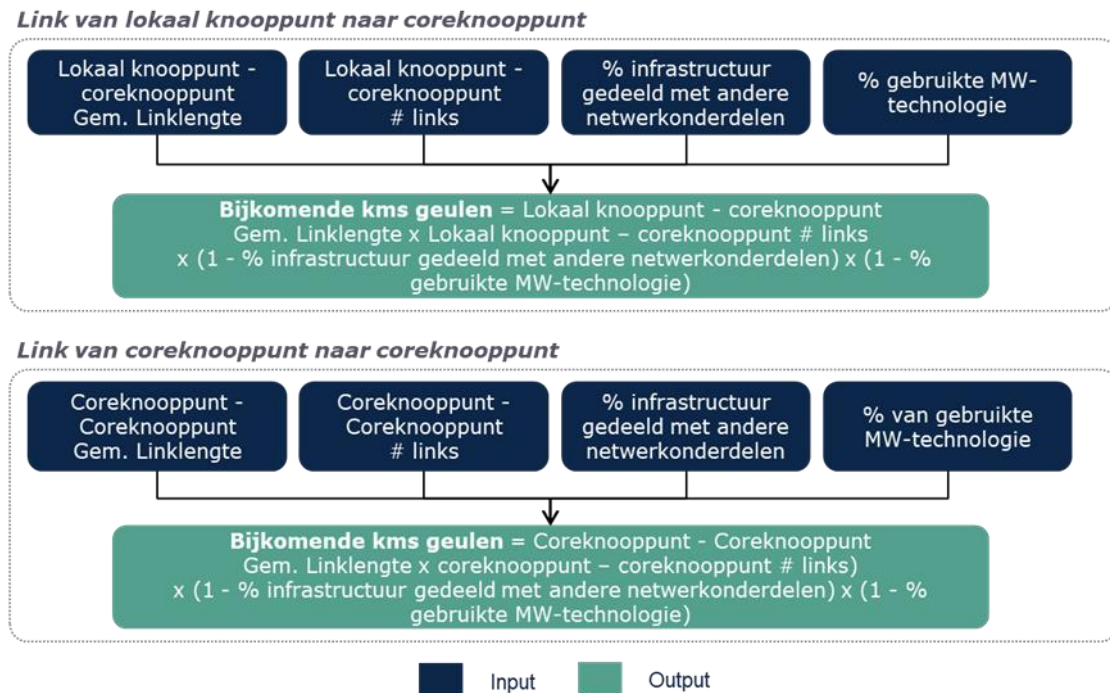 Link van lokaal knooppunt naar coreknooppunt
Lokaal knooppunt -
coreknooppunt
Gem. Linklengte
Lokaal knooppunt -
coreknooppunt
# links
% infrastructuur
gedeeld met andere
netwerkonderdelen
% gebruikte MW-
technologie
Bijkomende kms geulen = Lokaal knooppunt - coreknooppunt
Gem. Linklengte x Lokaal knooppunt – coreknooppunt # links
x (1 - % infrastructuur gedeeld met andere netwerkonderdelen) x (1 - %
gebruikte MW-technologie)
Link van coreknooppunt naar coreknooppunt
Coreknooppunt -
Coreknooppunt
Gem. Linklengte
Coreknooppunt -
Coreknooppunt
# links
% infrastructuur
gedeeld met andere
netwerkonderdelen
% van gebruikte
MW-technologie
Bijkomende kms geulen = Coreknooppunt - Coreknooppunt
Gem. Linklengte x coreknooppunt – coreknooppunt # links)
x (1 - % infrastructuur gedeeld met andere netwerkonderdelen) x (1 - %
gebruikte MW-technologie)
Input
Output